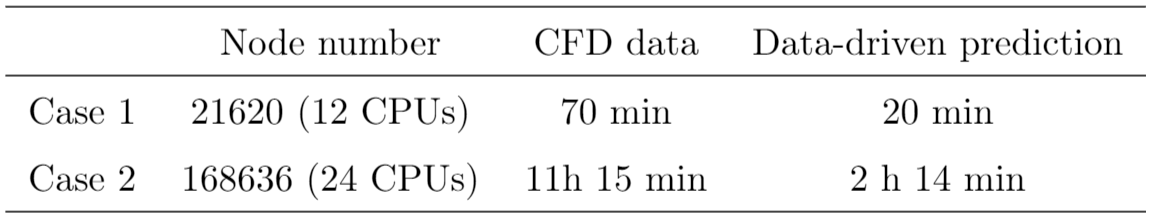 Node number CFD data Data-driven prediction
Case 1 21620 (12 CPUs) 70 min 20 min
Case 2 168636 (24 CPUs) 11h 15 min 2 h 14 min